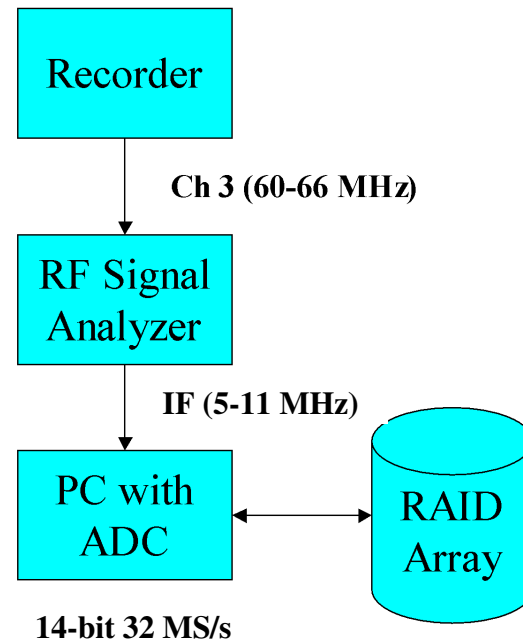 Recorder
Ch 3 (60-66 MHz)
RF Signal
Analyzer
IF (5-11 MHz)
PC with
ADC
RAID
Array
14-bit 32 MS/s